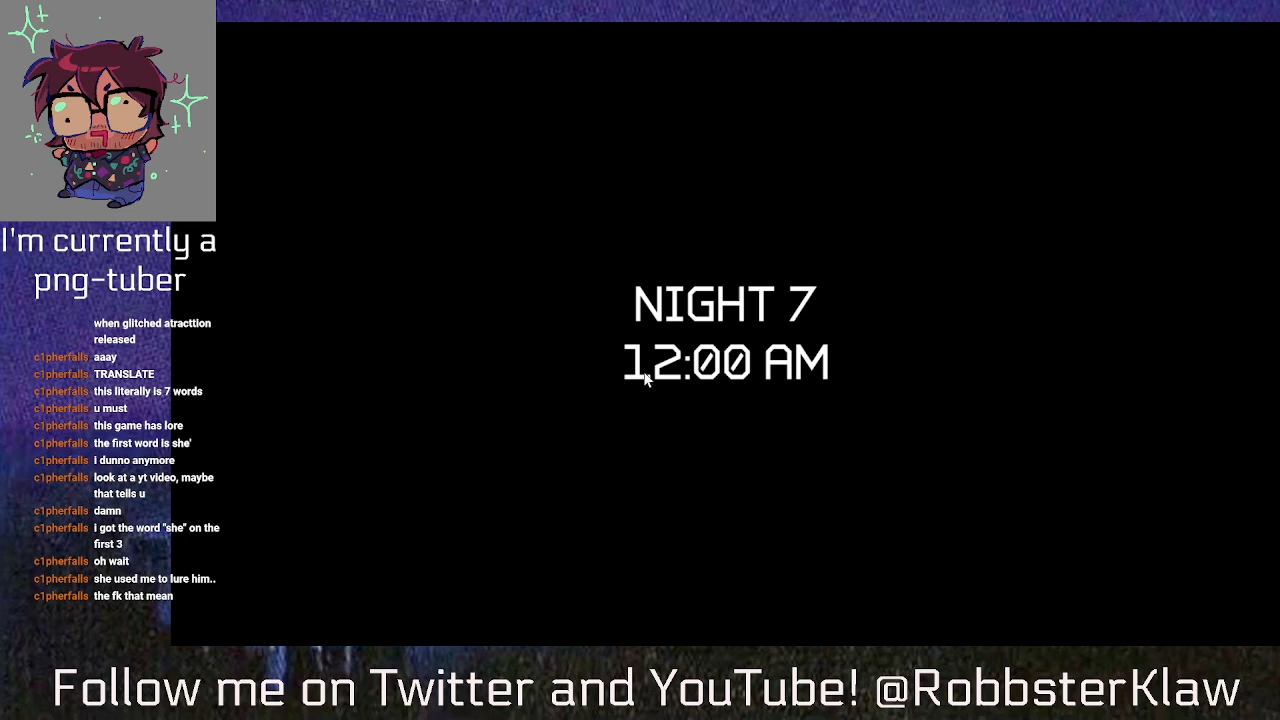 I'm currently a
png-tuber
when glitched atracttion
released
c1pherfalls aaay
c1pherfalls TRANSLATE
c1pherfalls this literally is 7 words
c1pherfalls u must
c1pherfalls this game has lore
c1pherfalls the first word is she'
c1pherfalls i dunno anymore
c1pherfalls look at a yt video, maybe
that tells u
c1pherfalls damn
c1pherfalls i got the word "she" on the
first 3
c1pherfalls oh wait
c1pherfalls she used me to lure him..
c1pherfalls the fk that mean
NIGHT 7
12:00 AM
Follow me on Twitter and YouTube! @RobbsterKlaw